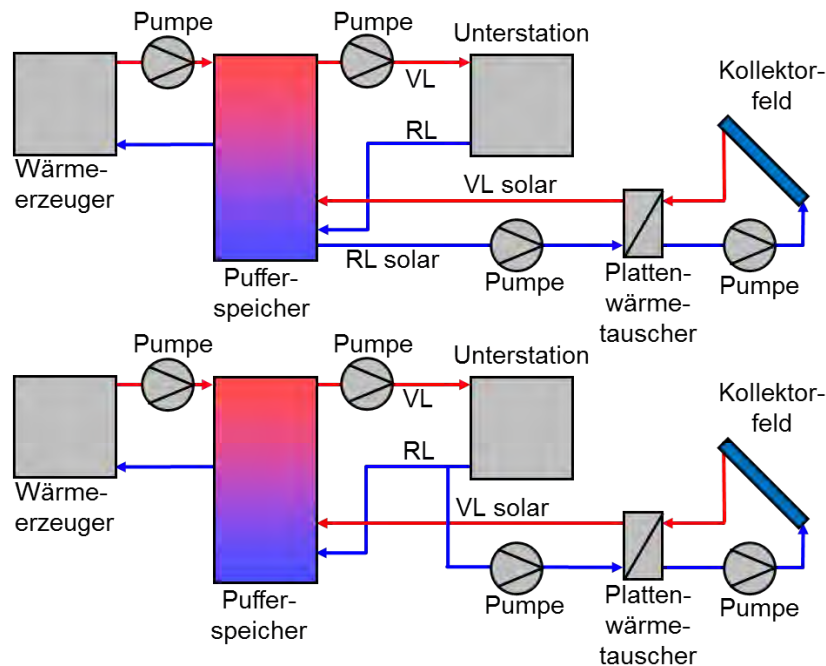 Pumpe
Pumpe
Unterstation
Kollektor-
feld
VL
RL
Wärme-
erzeuger
VL solar
RL solar
Puffer-
speicher
Pumpe
Platten-
wärme-
tauscher
Pumpe
Pumpe
Pumpe
Unterstation
Kollektor-
feld
VL
RL
Wärme-
erzeuger
VL solar
Puffer-
speicher
Pumpe
Platten-
wärme-
tauscher
Pumpe